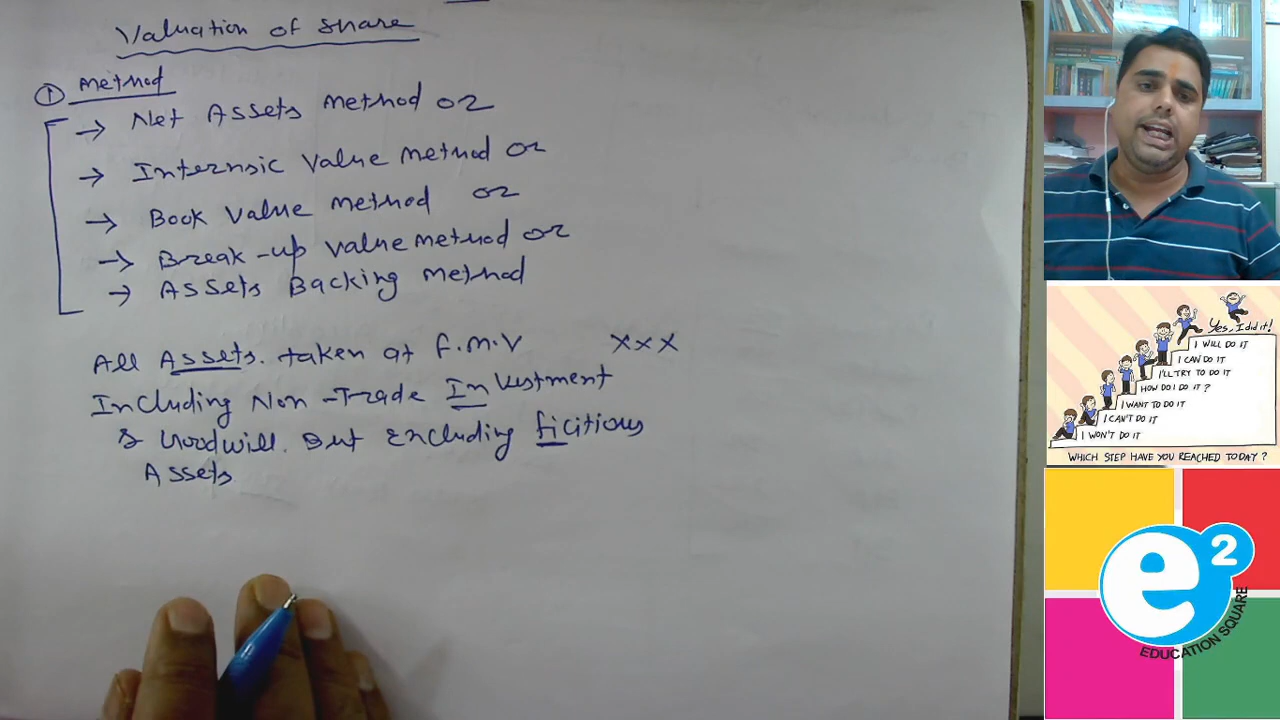 Valuation of share
① Method
→ Net Assets Method or
→ Internsic Value Method or
→ Book Value Method or
→ Break-up Value Method or
→ Assets Backing Method
All Assets. taken at F.M.V xxx
Including Non-Trade Investment
& Goodwill. But Excluding ficitious
Assets
Yes, I did it!
I WILL DO IT
I CAN DO IT
I'LL TRY TO DO IT
HOW DO I DO IT?
I WANT TO DO IT
I CAN'T DO IT
I WON'T DO IT
WHICH STEP HAVE YOU REACHED TODAY?
e2
EDUCATION SQUARE